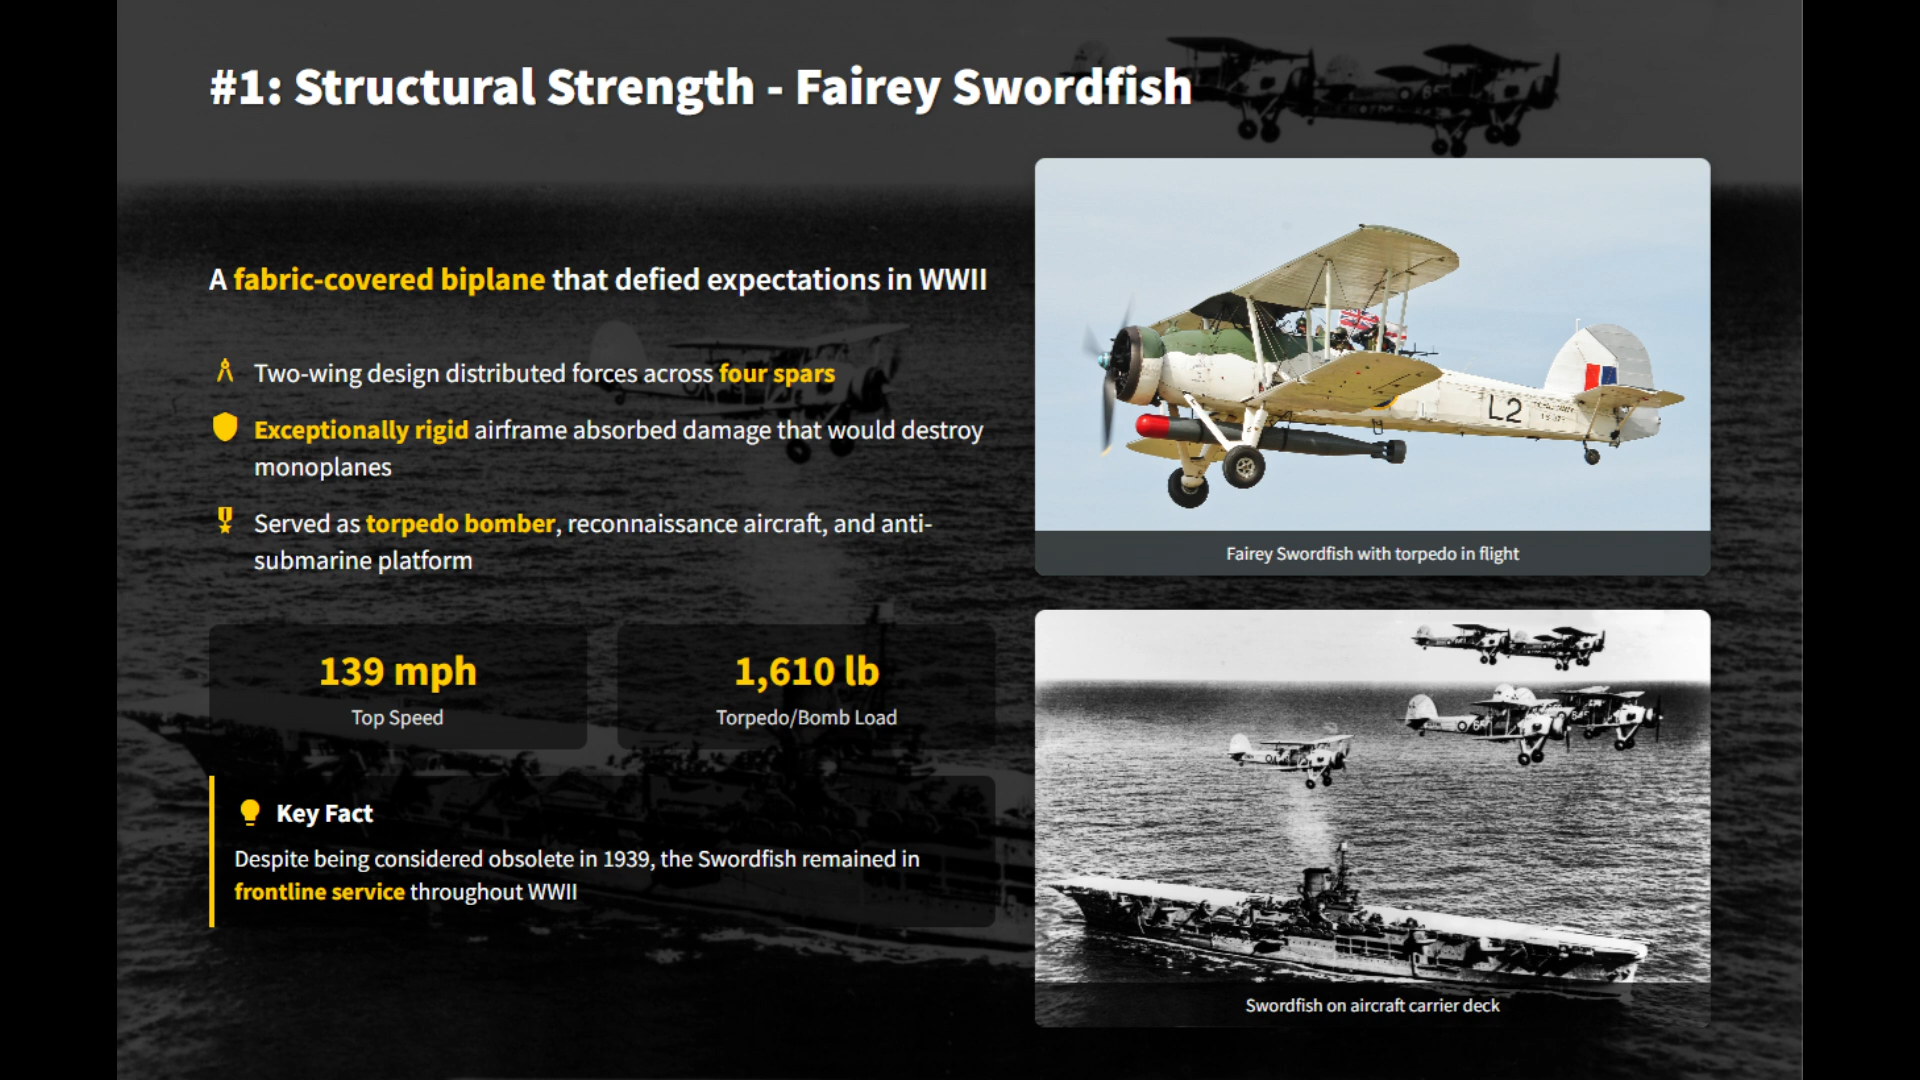 #1: Structural Strength - Fairey Swordfish
A fabric-covered biplane that defied expectations in WWII
Two-wing design distributed forces across four spars
Exceptionally rigid airframe absorbed damage that would destroy
monoplanes
Served as torpedo bomber, reconnaissance aircraft, and anti-
submarine platform
139 mph
Top Speed
1,610 lb
Torpedo/Bomb Load
Key Fact
Despite being considered obsolete in 1939, the Swordfish remained in
frontline service throughout WWII
L2
Fairey Swordfish with torpedo in flight
Swordfish on aircraft carrier deck